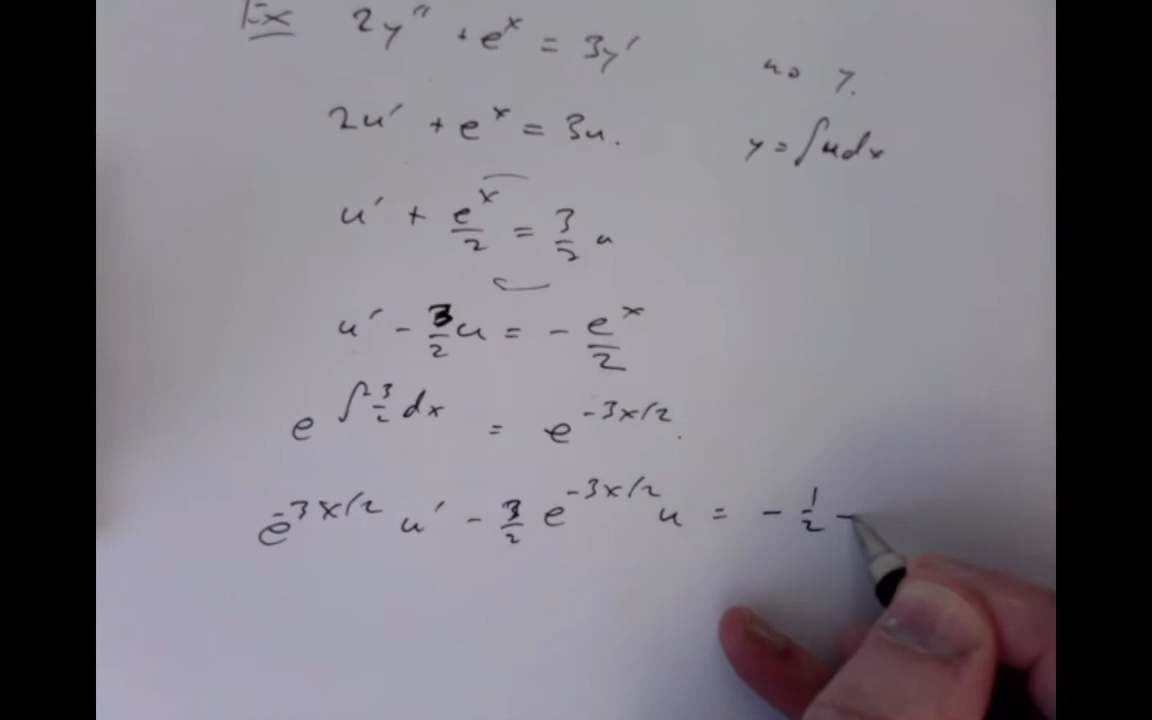 Ex 2y" + e^x = 3y'
no y.
2u' + e^x = 3u.
y = ∫u dx
u' + e^x/2 = 3/2 u
u' - 3/2 u = - e^x/2
e^∫-3/2 dx = e^-3x/2.
e^-3x/2 u' - 3/2 e^-3x/2 u = - 1/2